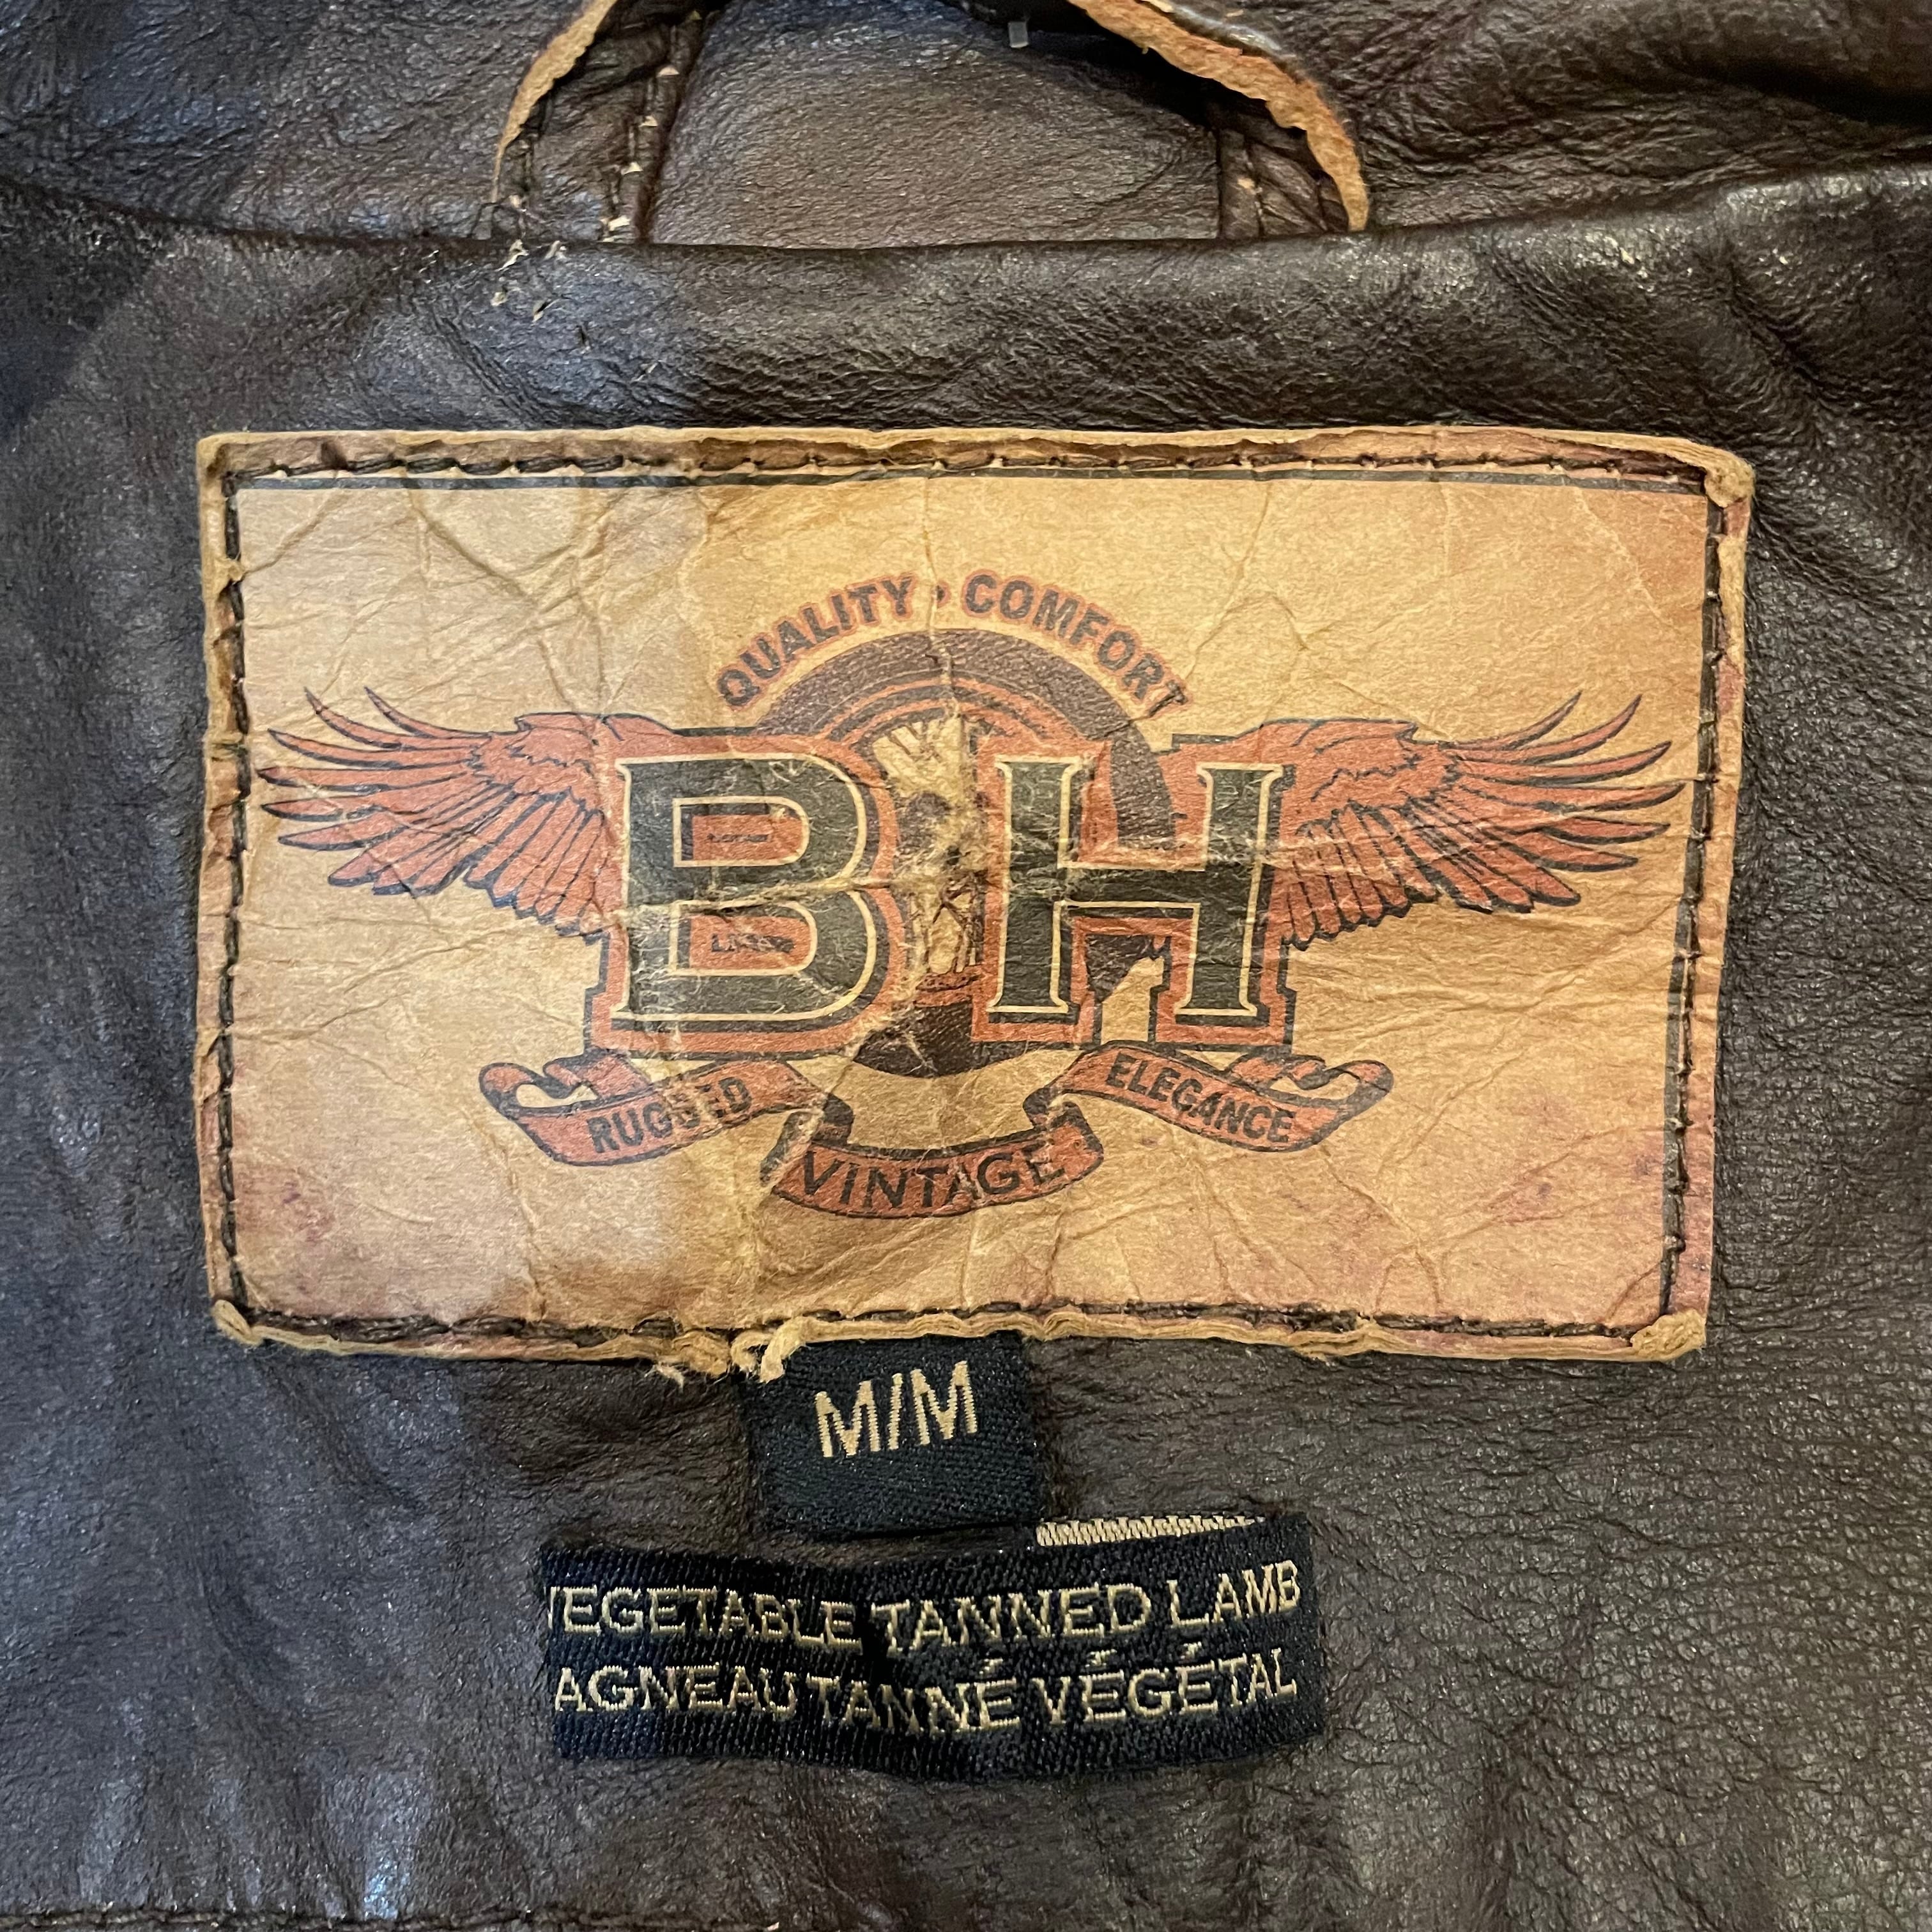 QUALITY • COMFORT
BH
RUGGED VINTAGE ELEGANCE
M/M
VEGETABLE TANNED LAMB
AGNEAU TANNÉ VÉGÉTAL